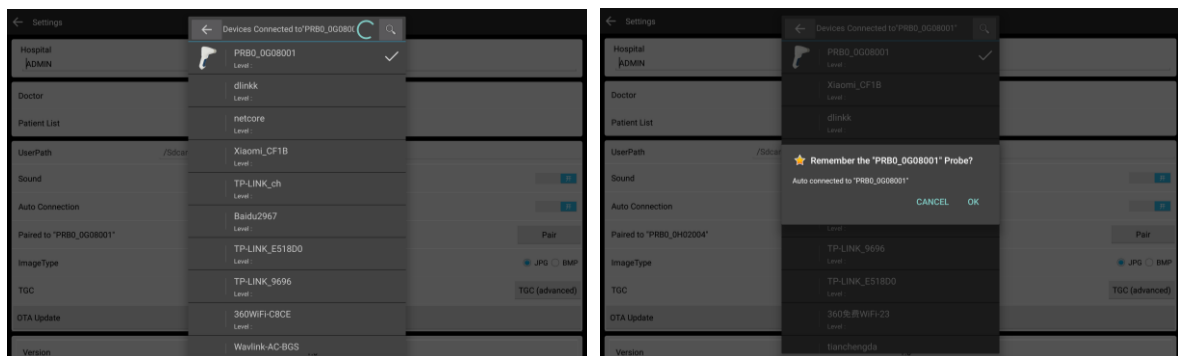 Settings
Devices Connected to"PRB0_0G080
Hospital
ADMIN
PRB0_0G08001
Level :
dlinkk
Level :
Doctor
netcore
Level :
Patient List
Xiaomi_CF1B
Level :
UserPath
Sound
TP-LINK_ch
Level :
Auto Connection
Baidu2967
Level :
Paired to "PRB0_0G08001"
Pair
TP-LINK_E518D0
Level :
ImageType
JPG
BMP
TP-LINK_9696
Level :
TGC
TGC (advanced)
OTA Update
360WiFi-C8CE
Level :
Version
Wavlink-AC-BGS
Settings
Devices Connected to"PRB0_0G08001"
Hospital
ADMIN
PRB0_0G08001
Level :
Xiaomi_CF1B
Level :
Doctor
dlinkk
Level :
Patient List
UserPath
Remember the "PRB0_0G08001" Probe?
Sound
Auto connected to "PRB0_0G08001"
Auto Connection
CANCEL
OK
Level :
Paired to "PRB0_0H02004"
Pair
TP-LINK_9696
Level :
ImageType
JPG
BMP
TP-LINK_E518D0
Level :
TGC
TGC (advanced)
OTA Update
360免费WiFi-23
Level :
Version
tianchengda